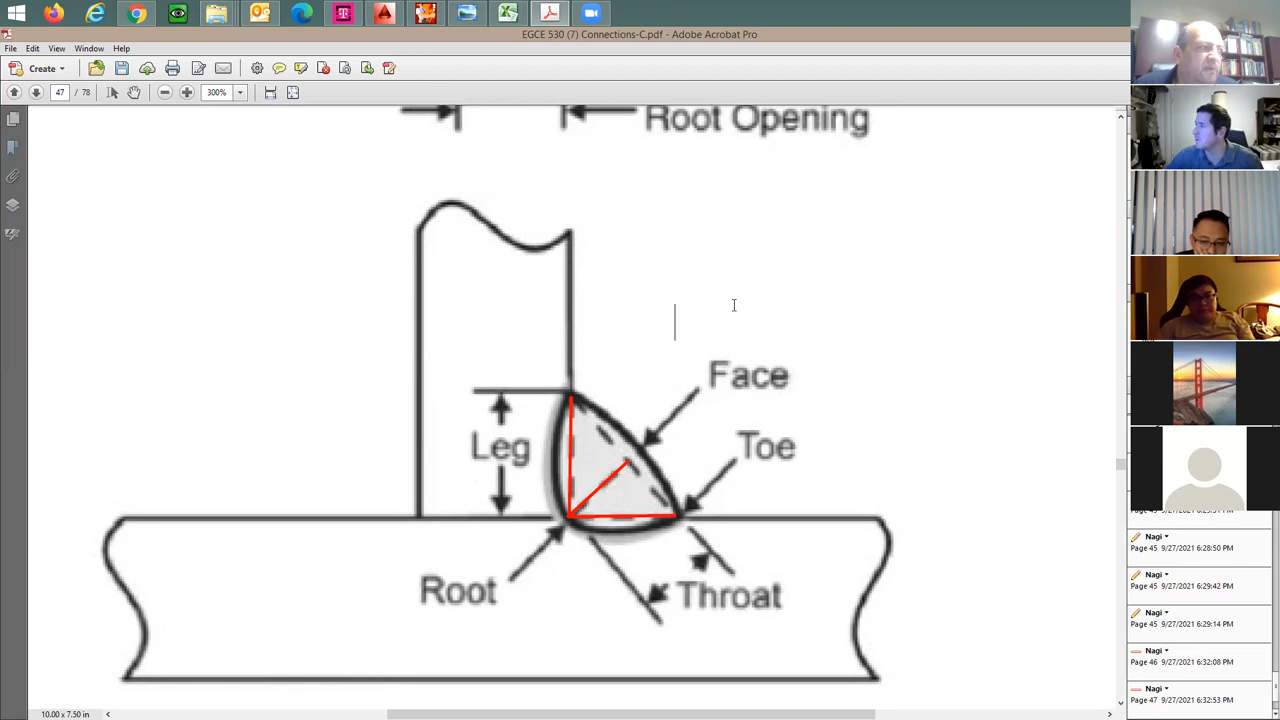 EGCE 530 (7) Connections-C.pdf - Adobe Acrobat Pro
File Edit View Window Help
Create
47 / 78
300%
Root Opening
Face
Leg
Toe
Root
Throat
Nagi
Page 45 9/27/2021 6:28:50 PM
Nagi
Page 45 9/27/2021 6:29:42 PM
Nagi
Page 45 9/27/2021 6:29:14 PM
Nagi
Page 46 9/27/2021 6:32:08 PM
Nagi
Page 47 9/27/2021 6:32:53 PM
10.00 x 7.50 in